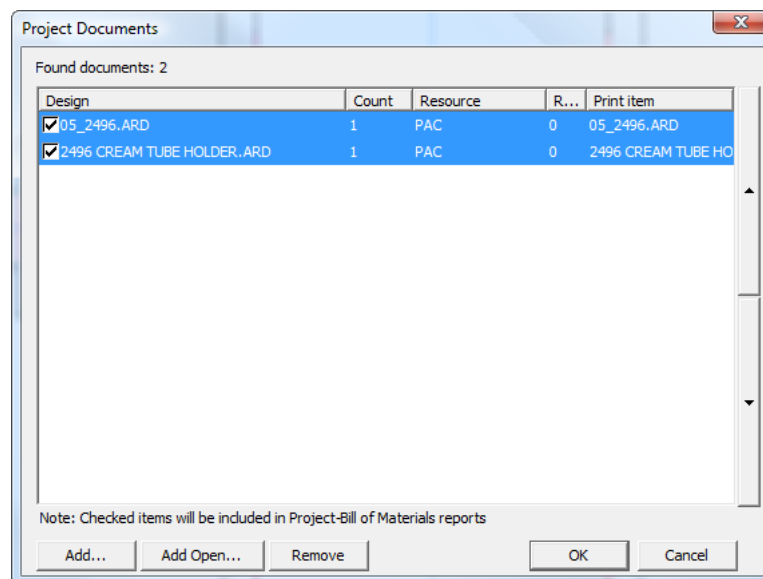 Project Documents
Found documents: 2
Design Count Resource R... Print item
05_2496.ARD 1 PAC 0 05_2496.ARD
2496 CREAM TUBE HOLDER.ARD 1 PAC 0 2496 CREAM TUBE HO
Note: Checked items will be included in Project-Bill of Materials reports
Add... Add Open... Remove OK Cancel